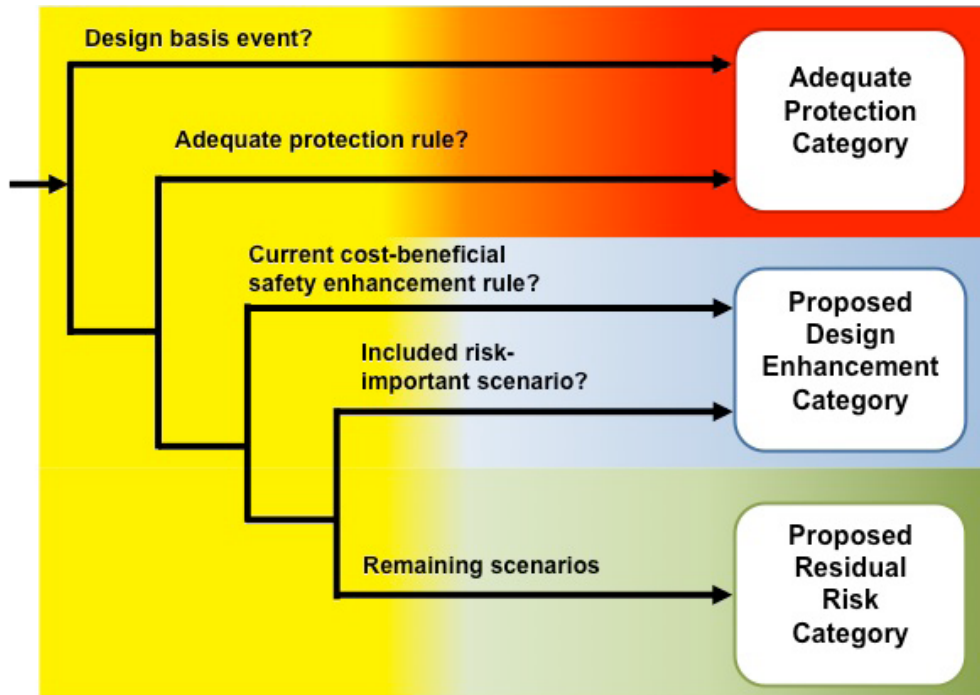 Design basis event?
Adequate
Protection
Category
Adequate protection rule?
Current cost-beneficial
safety enhancement rule?
Proposed
Design
Enhancement
Category
Included risk-
important scenario?
Remaining scenarios
Proposed
Residual
Risk
Category